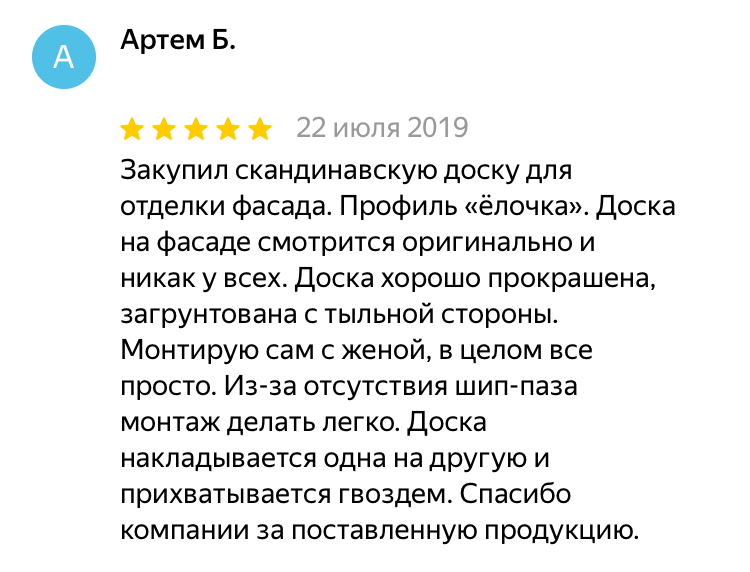 А
Артем Б.
22 июля 2019
Закупил скандинавскую доску для
отделки фасада. Профиль «ёлочка». Доска
на фасаде смотрится оригинально и
никак у всех. Доска хорошо прокрашена,
загрунтована с тыльной стороны.
Монтирую сам с женой, в целом все
просто. Из-за отсутствия шип-паза
монтаж делать легко. Доска
накладывается одна на другую и
прихватывается гвоздем. Спасибо
компании за поставленную продукцию.